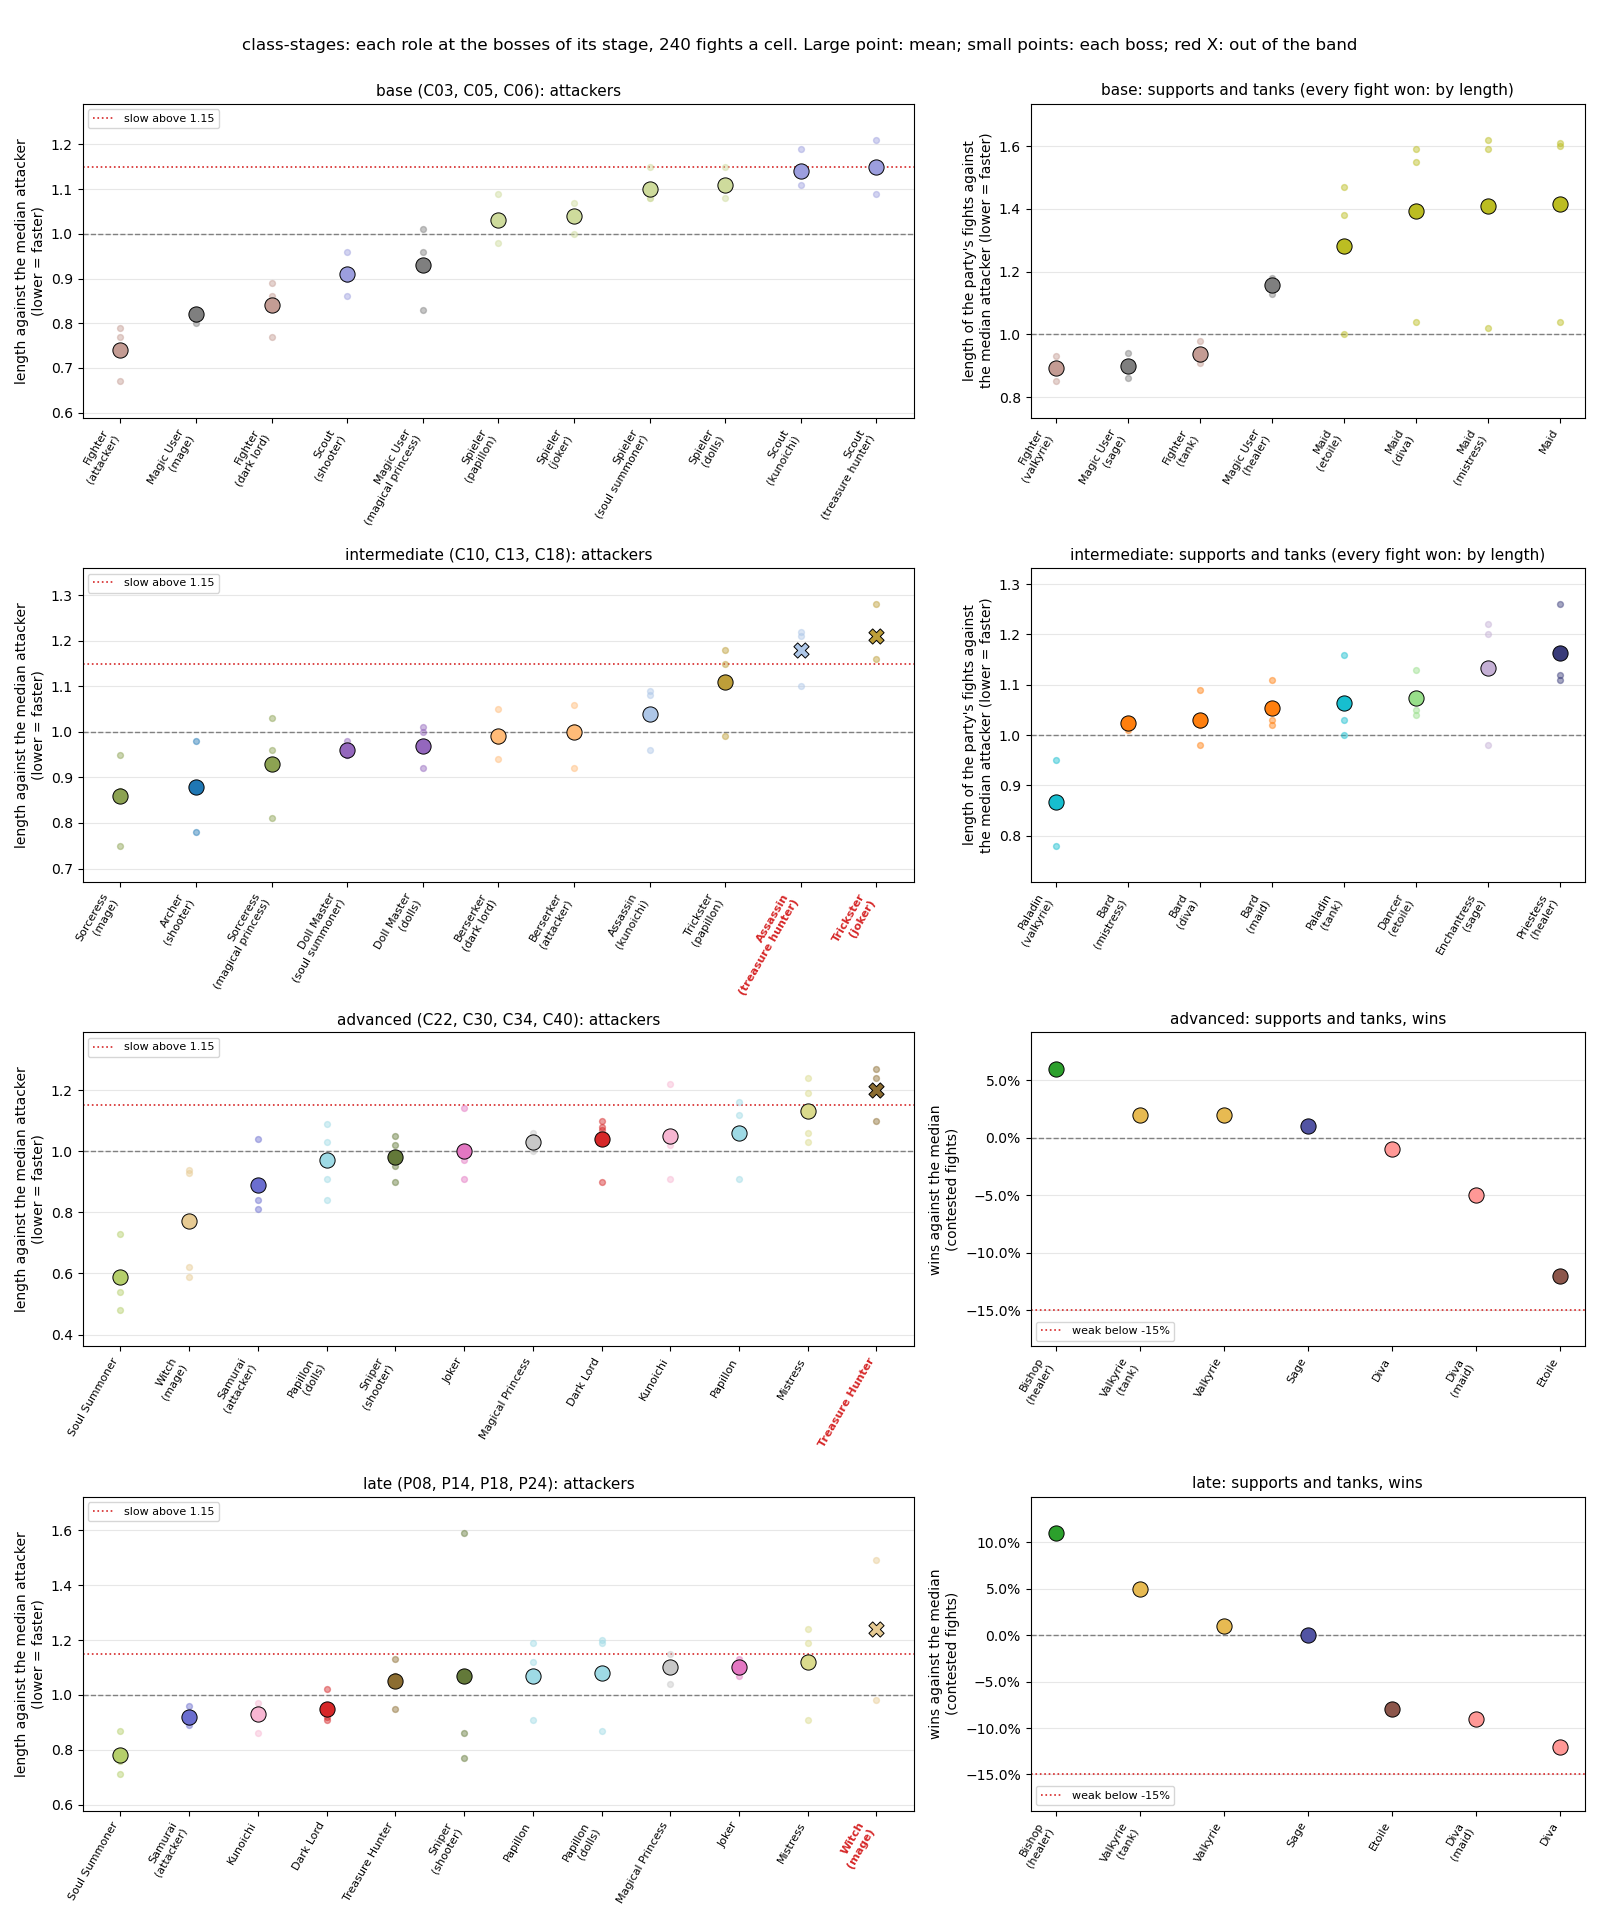 class-stages: each role at the bosses of its stage, 240 fights a cell. Large point: mean; small points: each boss; red X: out of the band
base (C03, C05, C06): attackers
slow above 1.15
length against the median attacker
(lower = faster)
1.2
1.1
1.0
0.9
0.8
0.7
0.6
Fighter
(attacker)
Magic User
(mage)
Fighter
(dark lord)
Scout
(shooter)
Magic User
(magical princess)
Spieler
(papillon)
Spieler
(joker)
Spieler
(soul summoner)
Spieler
(dolls)
Scout
(kunoichi)
Scout
(treasure hunter)
base: supports and tanks (every fight won: by length)
length of the party's fights against
the median attacker (lower = faster)
1.6
1.4
1.2
1.0
0.8
Fighter
(valkyrie)
Magic User
(sage)
Fighter
(tank)
Magic User
(healer)
Maid
(etoile)
Maid
(diva)
Maid
(mistress)
Maid
intermediate (C10, C13, C18): attackers
slow above 1.15
length against the median attacker
(lower = faster)
1.3
1.2
1.1
1.0
0.9
0.8
0.7
Sorceress
(mage)
Archer
(shooter)
Sorceress
(magical princess)
Doll Master
(soul summoner)
Doll Master
(dolls)
Berserker
(dark lord)
Berserker
(attacker)
Assassin
(kunoichi)
Trickster
(papillon)
Assassin
(treasure hunter)
Trickster
(joker)
intermediate: supports and tanks (every fight won: by length)
length of the party's fights against
the median attacker (lower = faster)
1.3
1.2
1.1
1.0
0.9
0.8
Paladin
(valkyrie)
Bard
(mistress)
Bard
(diva)
Bard
(maid)
Paladin
(tank)
Dancer
(etoile)
Enchantress
(sage)
Priestess
(healer)
advanced (C22, C30, C34, C40): attackers
slow above 1.15
length against the median attacker
(lower = faster)
1.2
1.0
0.8
0.6
0.4
Soul Summoner
Witch
(mage)
Samurai
(attacker)
Papillon
(dolls)
Sniper
(shooter)
Joker
Magical Princess
Dark Lord
Kunoichi
Papillon
Mistress
Treasure Hunter
advanced: supports and tanks, wins
wins against the median
(contested fights)
5.0%
0.0%
−5.0%
−10.0%
−15.0%
weak below -15%
Bishop
(healer)
Valkyrie
(tank)
Valkyrie
Sage
Diva
Diva
(maid)
Etoile
late (P08, P14, P18, P24): attackers
slow above 1.15
length against the median attacker
(lower = faster)
1.6
1.4
1.2
1.0
0.8
0.6
Soul Summoner
Samurai
(attacker)
Kunoichi
Dark Lord
Treasure Hunter
Sniper
(shooter)
Papillon
Papillon
(dolls)
Magical Princess
Joker
Mistress
Witch
(mage)
late: supports and tanks, wins
wins against the median
(contested fights)
10.0%
5.0%
0.0%
−5.0%
−10.0%
−15.0%
weak below -15%
Bishop
(healer)
Valkyrie
(tank)
Valkyrie
Sage
Etoile
Diva
(maid)
Diva